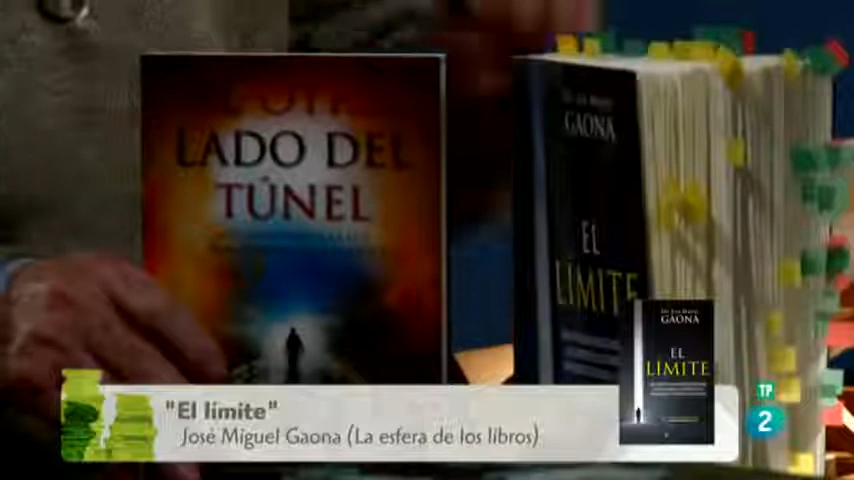 LADO DEL
TÚNEL
GAONA
EL
LÍMITE
GAONA
EL
LÍMITE
"El límite"
José Miguel Gaona (La esfera de los libros)
TP
2